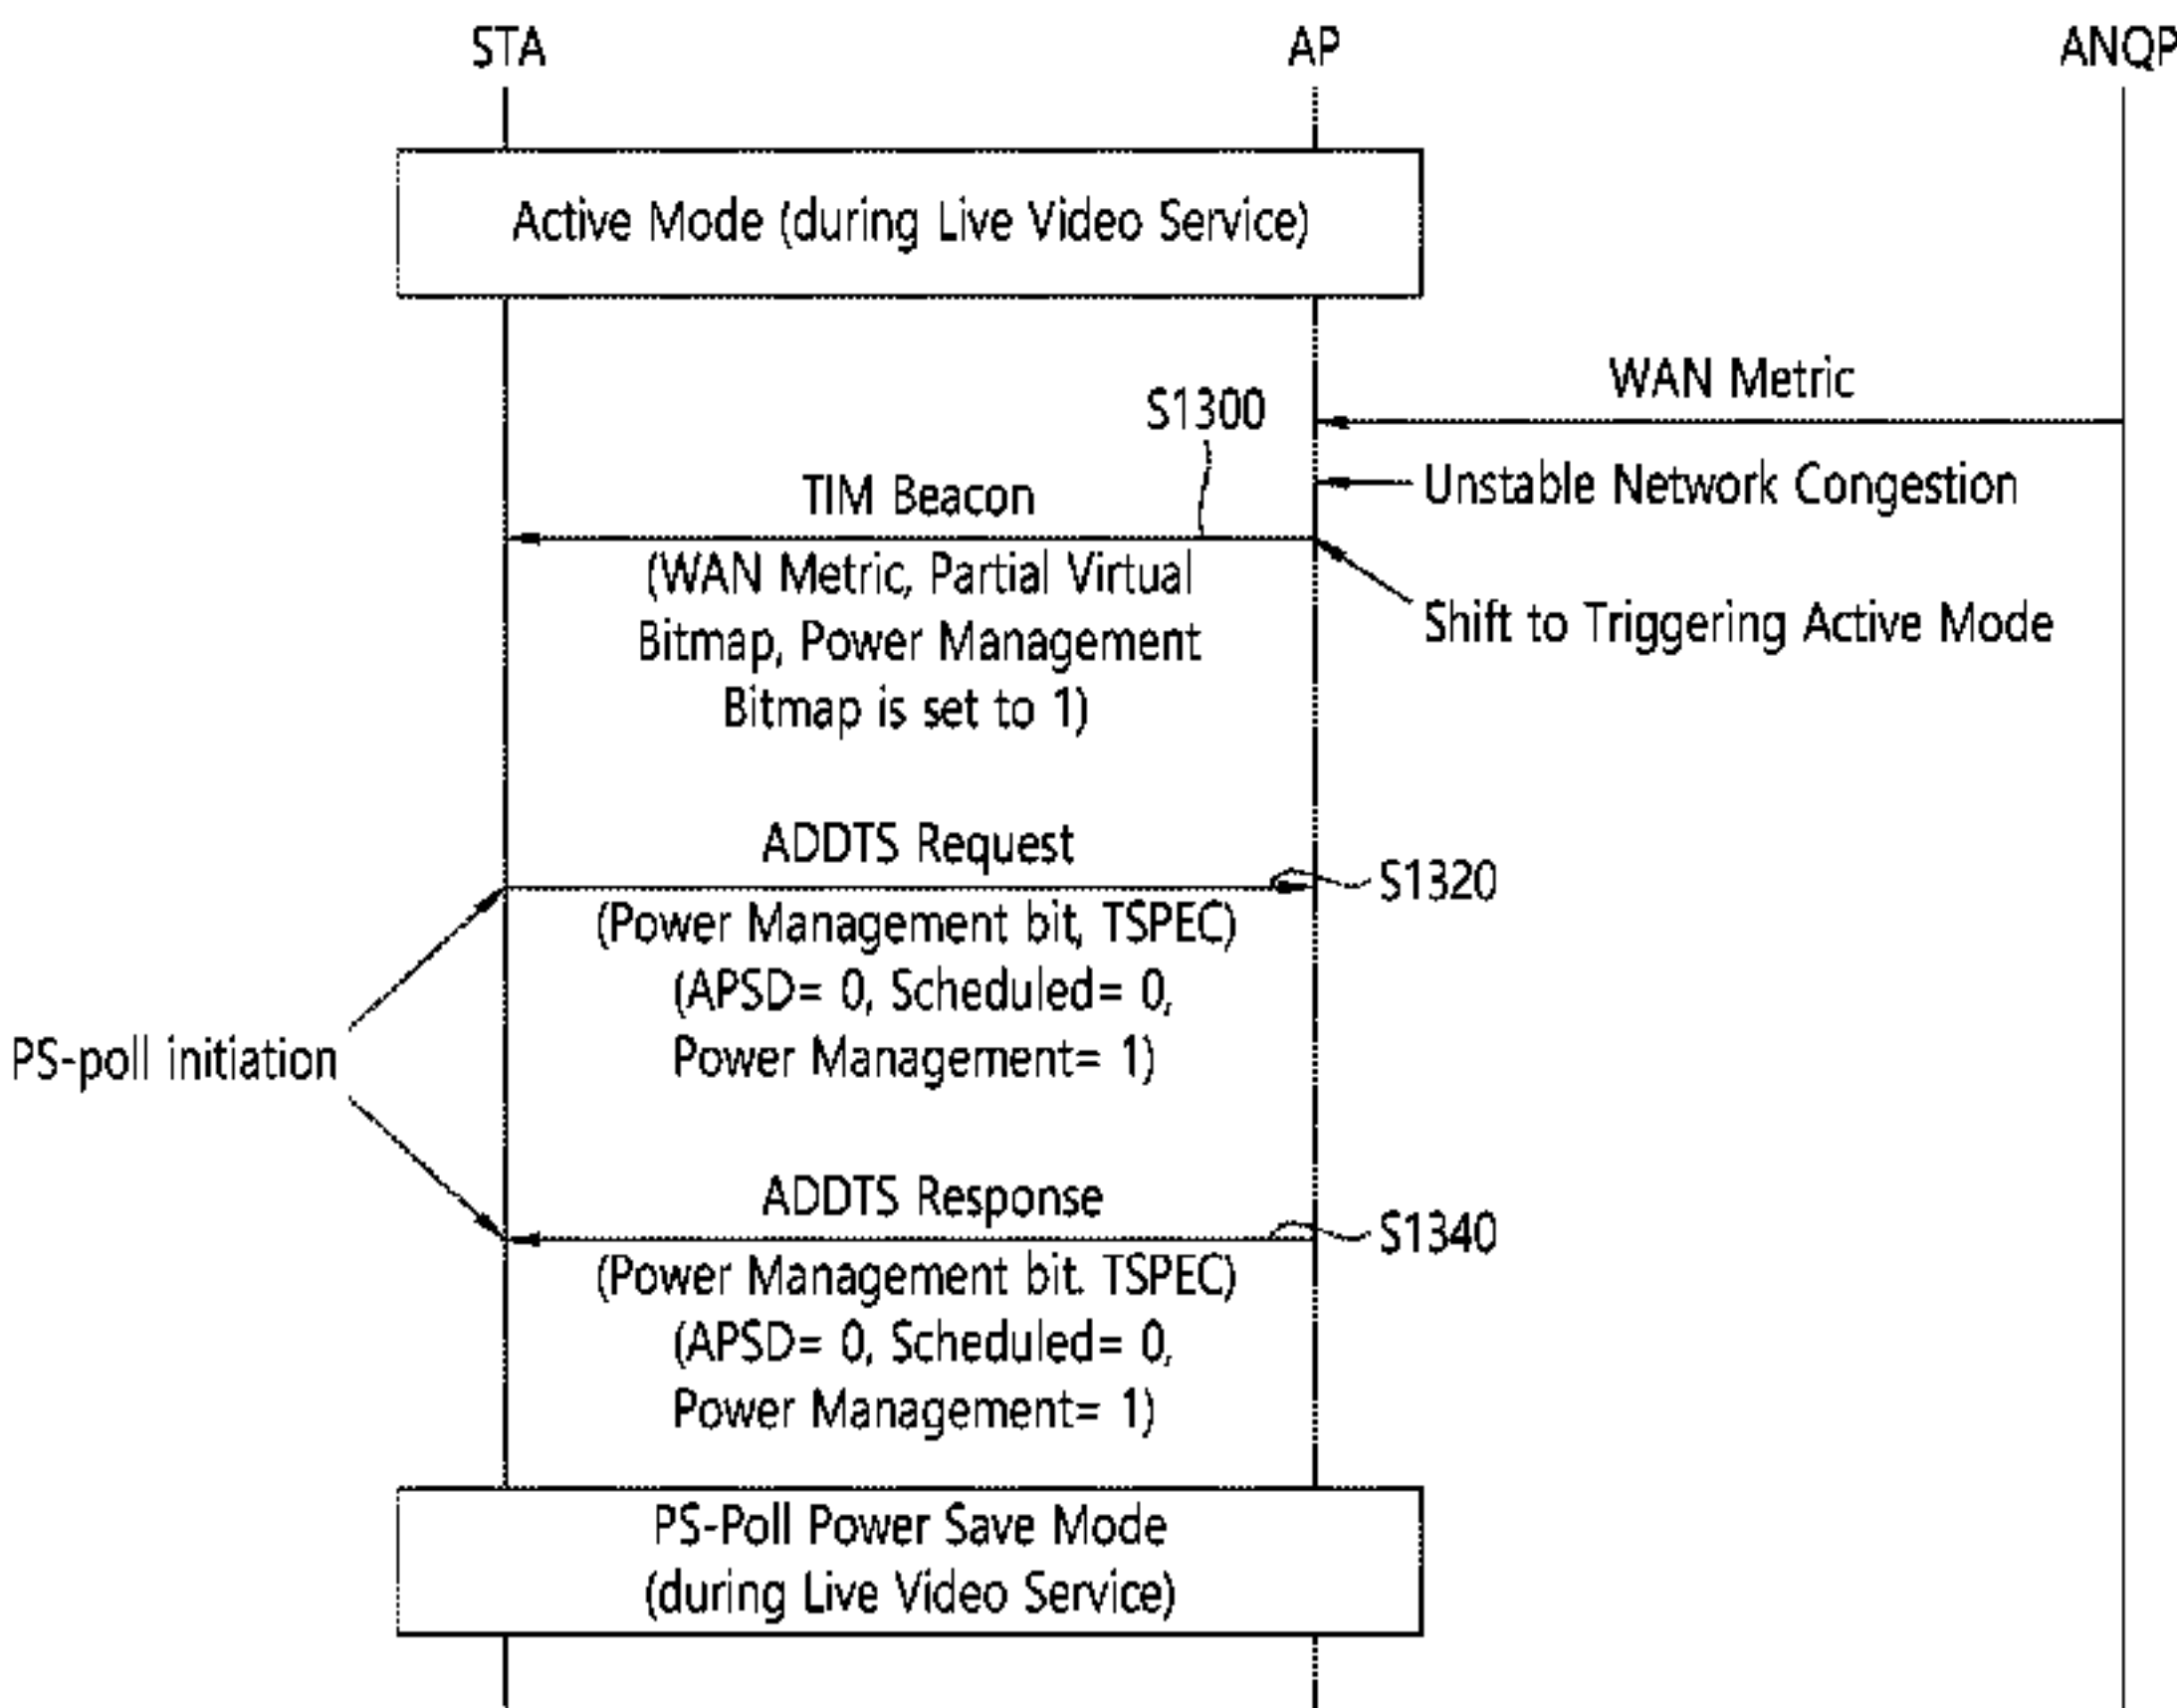 STA
AP
ANQP
Active Mode (during Live Video Service)
WAN Metric
S1300
Unstable Network Congestion
TIM Beacon
(WAN Metric, Partial Virtual
Bitmap, Power Management
Bitmap is set to 1)
Shift to Triggering Active Mode
ADDTS Request
S1320
(Power Management bit, TSPEC)
(APSD= 0, Scheduled= 0,
Power Management= 1)
PS-poll initiation
ADDTS Response
S1340
(Power Management bit. TSPEC)
(APSD= 0, Scheduled= 0,
Power Management= 1)
PS-Poll Power Save Mode
(during Live Video Service)